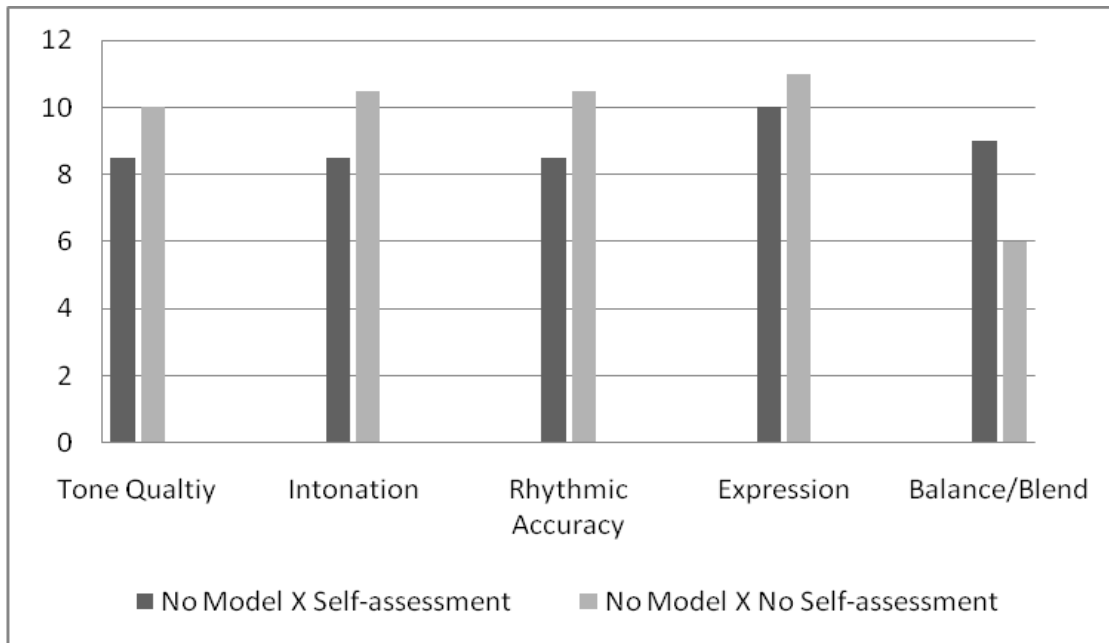 12
10
8
6
4
2
0
Tone Qualtiy
Intonation
Rhythmic
Accuracy
Expression
Balance/Blend
No Model X Self-assessment
No Model X No Self-assessment